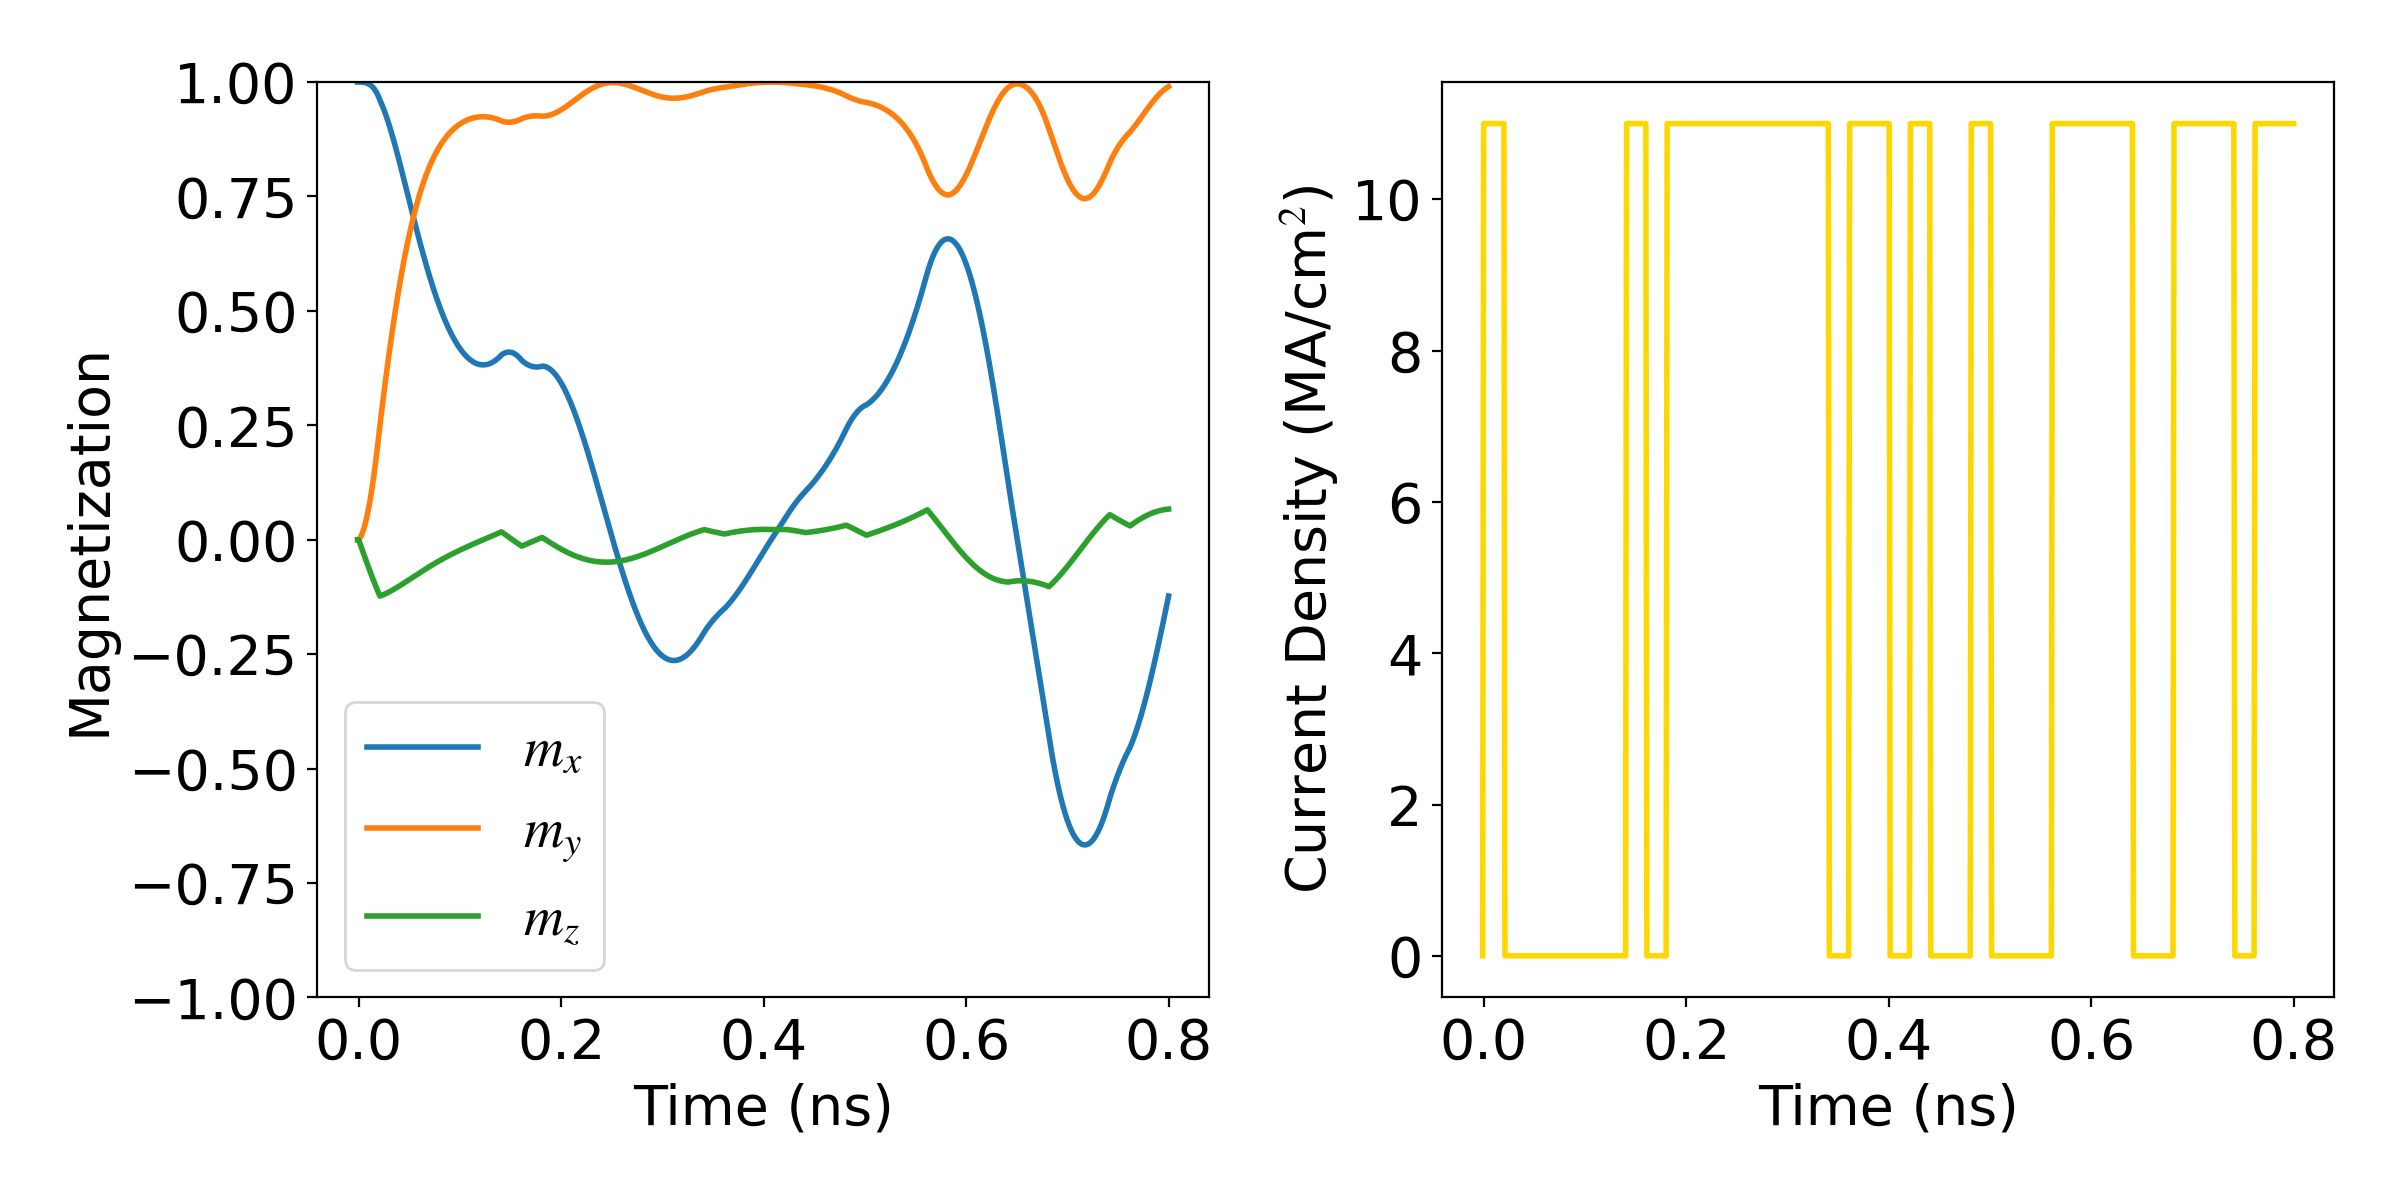 1.00
0.75
0.50
0.25
0.00
−0.25
−0.50
−0.75
−1.00
Magnetization
m_x
m_y
m_z
0.0 0.2 0.4 0.6 0.8
Time (ns)
10
8
6
4
2
0
Current Density (MA/cm²)
0.0 0.2 0.4 0.6 0.8
Time (ns)